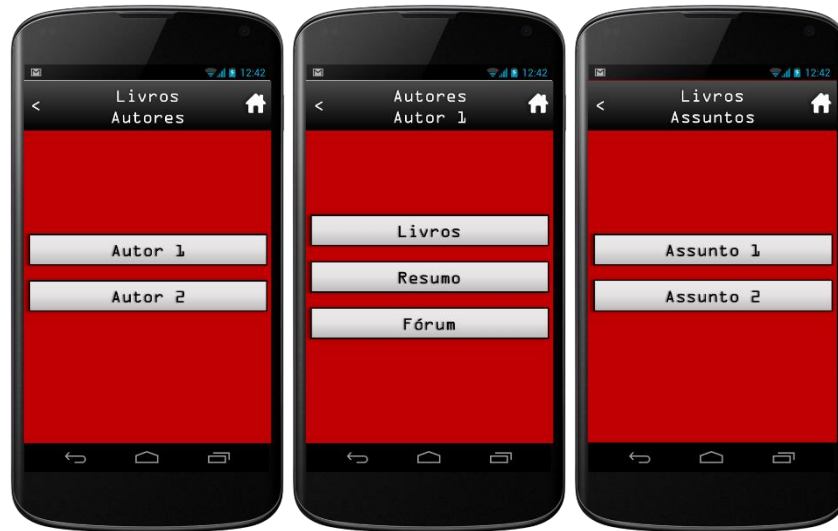 12:42
<
Livros
Autores
Autor 1
Autor 2
12:42
<
Autores
Autor 1
Livros
Resumo
Fórum
12:42
<
Livros
Assuntos
Assunto 1
Assunto 2